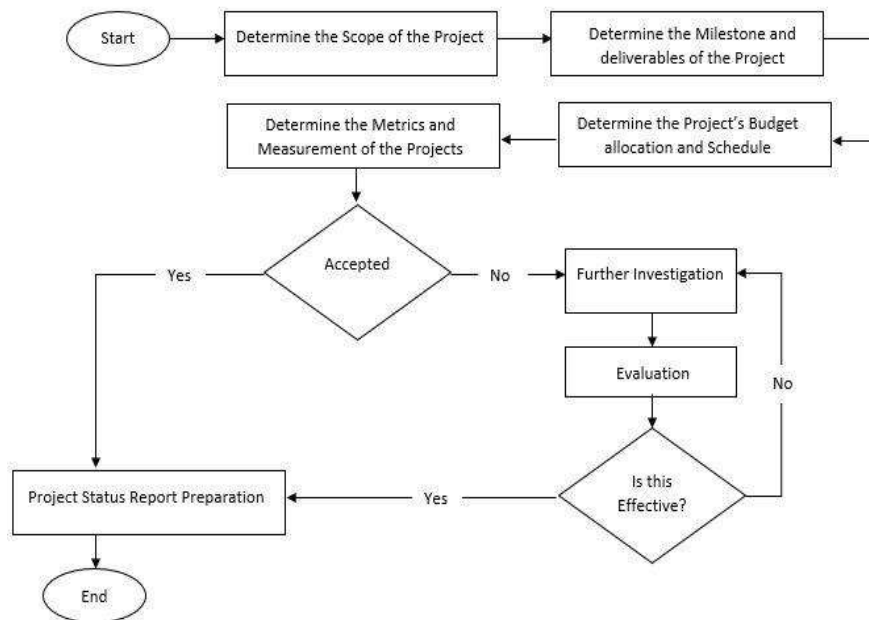 Start
Determine the Scope of the Project
Determine the Milestone and
deliverables of the Project
Determine the Metrics and
Measurement of the Projects
Determine the Project’s Budget
allocation and Schedule
Accepted
Yes
No
Further Investigation
Evaluation
No
Is this
Effective?
Yes
Project Status Report Preparation
End